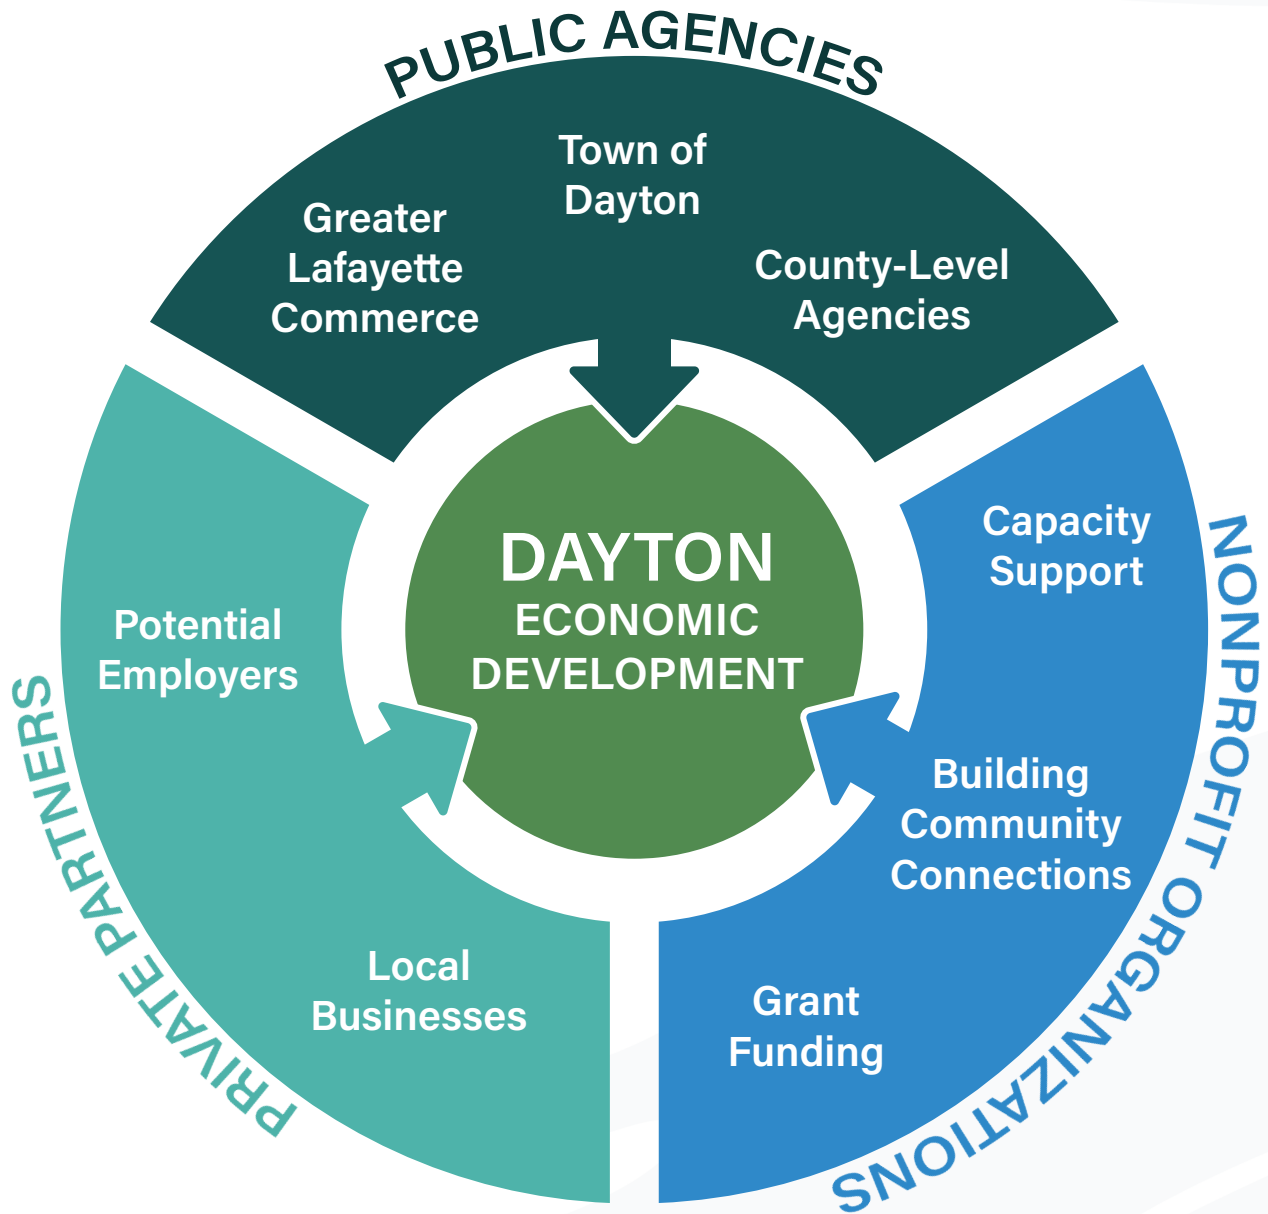 PUBLIC AGENCIES
Town of
Dayton
Greater
Lafayette
Commerce
County-Level
Agencies
DAYTON
ECONOMIC
DEVELOPMENT
Capacity
Support
Building
Community
Connections
Grant
Funding
NONPROFIT ORGANIZATIONS
Potential
Employers
Local
Businesses
PRIVATE PARTNERS